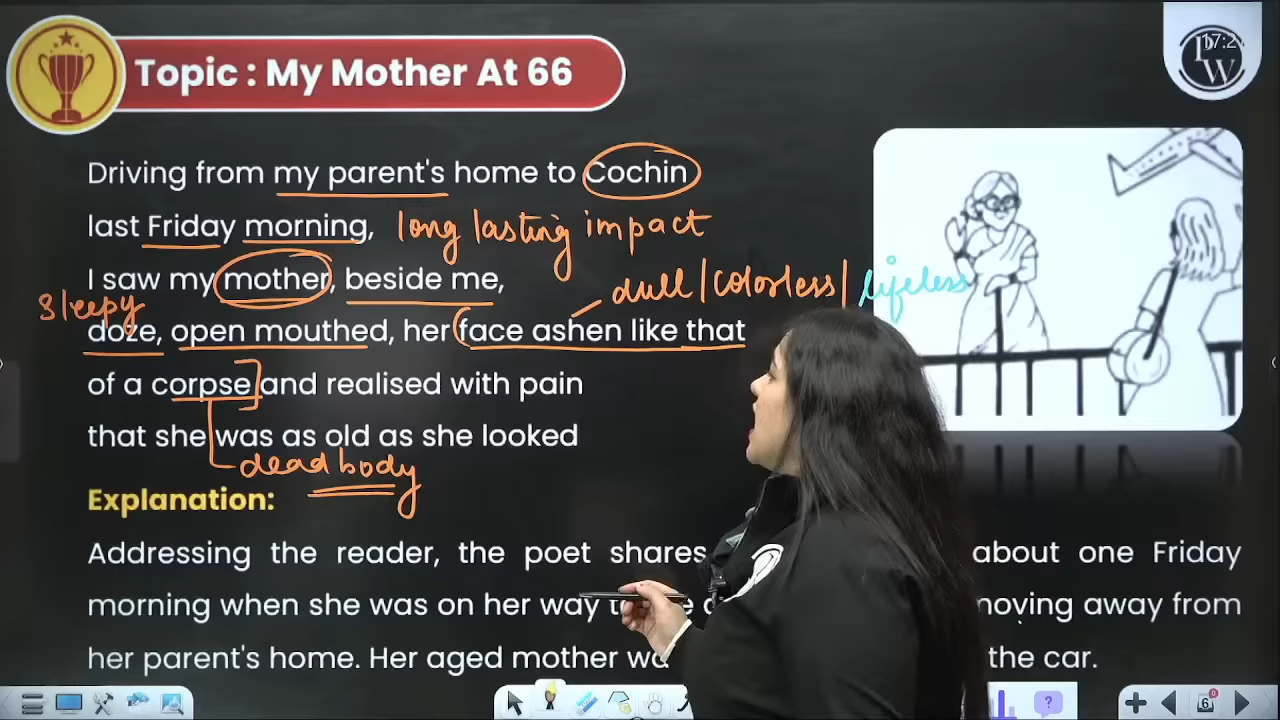 Topic : My Mother At 66
17:2
W
Driving from my parent's home to Cochin
last Friday morning, long lasting impact
I saw my mother, beside me,
Sleepy
dull/colorless/lifeless
doze, open mouthed, her face ashen like that
of a corpse and realised with pain
that she was as old as she looked
dead body
Explanation:
Addressing the reader, the poet shares about one Friday
morning when she was on her way moving away from
her parent's home. Her aged mother the car.
6
?